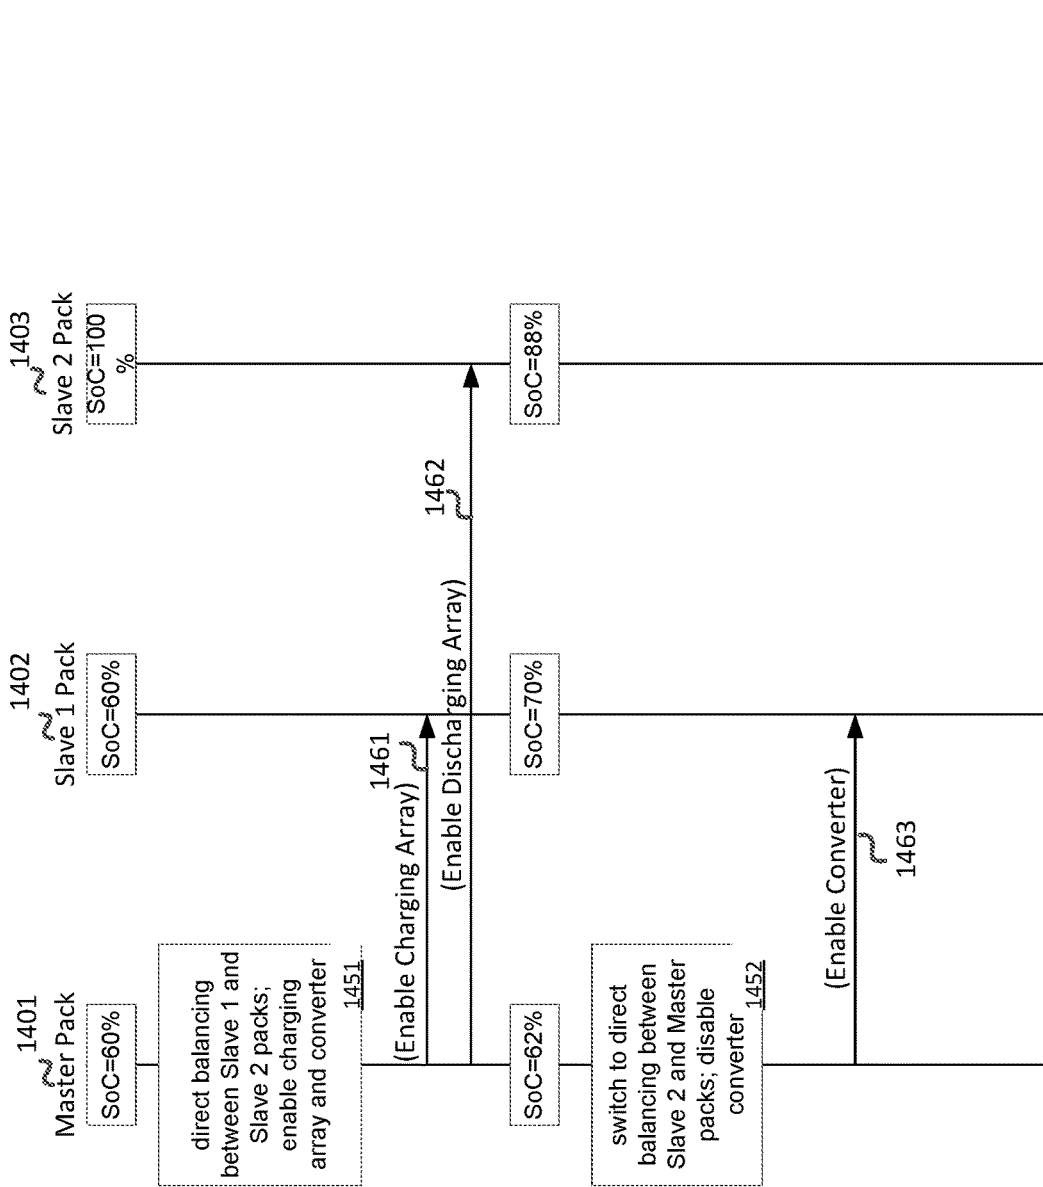 1401
Master Pack
SoC=60%
1402
Slave 1 Pack
SoC=60%
1403
Slave 2 Pack
SoC=100
%
direct balancing
between Slave 1 and
Slave 2 packs;
enable charging
array and converter
1451
(Enable Charging Array)
1461
(Enable Discharging Array)
1462
SoC=62%
SoC=70%
SoC=88%
switch to direct
balancing between
Slave 2 and Master
packs; disable
converter
1452
(Enable Converter)
1463